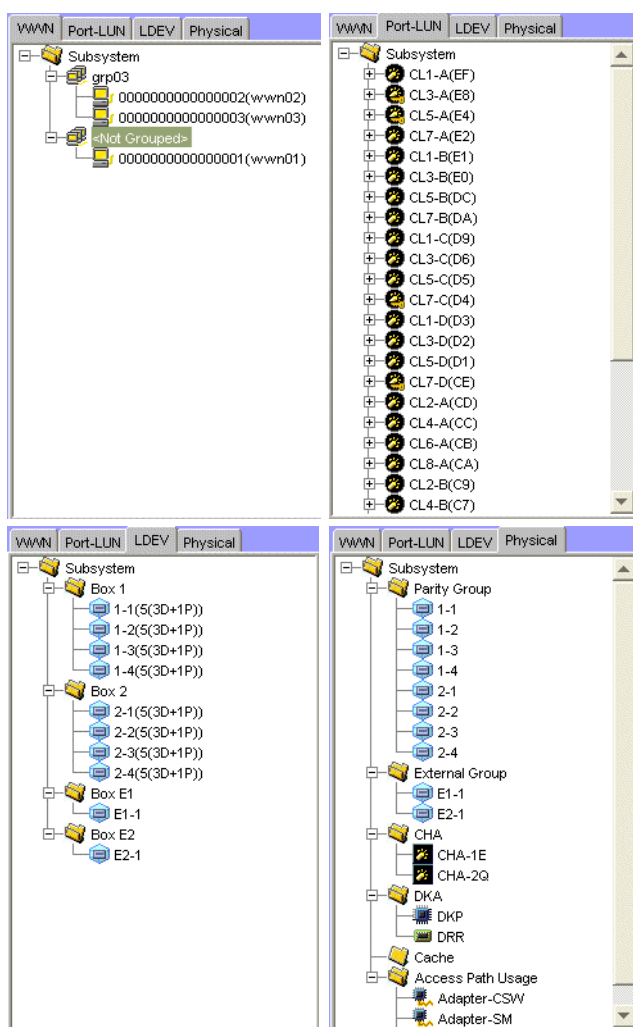 WWN Port-LUN LDEV Physical
Subsystem
grp03
0000000000000002(wwn02)
0000000000000003(wwn03)
<Not Grouped>
0000000000000001(wwn01)
WWN Port-LUN LDEV Physical
Subsystem
CL1-A(EF)
CL3-A(E8)
CL5-A(E4)
CL7-A(E2)
CL1-B(E1)
CL3-B(E0)
CL5-B(DC)
CL7-B(DA)
CL1-C(D9)
CL3-C(D6)
CL5-C(D5)
CL7-C(D4)
CL1-D(D3)
CL3-D(D2)
CL5-D(D1)
CL7-D(CE)
CL2-A(CD)
CL4-A(CC)
CL6-A(CB)
CL8-A(CA)
CL2-B(C9)
CL4-B(C7)
WWN Port-LUN LDEV Physical
Subsystem
Box 1
1-1(5(3D+1P))
1-2(5(3D+1P))
1-3(5(3D+1P))
1-4(5(3D+1P))
Box 2
2-1(5(3D+1P))
2-2(5(3D+1P))
2-3(5(3D+1P))
2-4(5(3D+1P))
Box E1
E1-1
Box E2
E2-1
WWN Port-LUN LDEV Physical
Subsystem
Parity Group
1-1
1-2
1-3
1-4
2-1
2-2
2-3
2-4
External Group
E1-1
E2-1
CHA
CHA-1E
CHA-2Q
DKA
DKP
DRR
Cache
Access Path Usage
Adapter-CSW
Adapter-SM